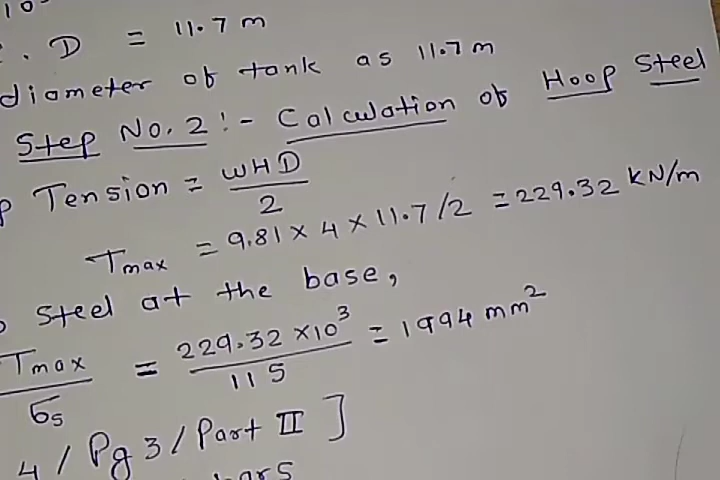 10
. D = 11.7 m
diameter of tank as 11.7 m
Step No. 2 :- Calculation of Hoop Steel
p Tension = WHD / 2
Tmax = 9.81 × 4 × 11.7 / 2 = 229.32 kN/m
steel at the base,
Tmax / σs = 229.32 × 10³ / 115 = 1994 mm²
4 / Pg 3 / Part II ]
bars